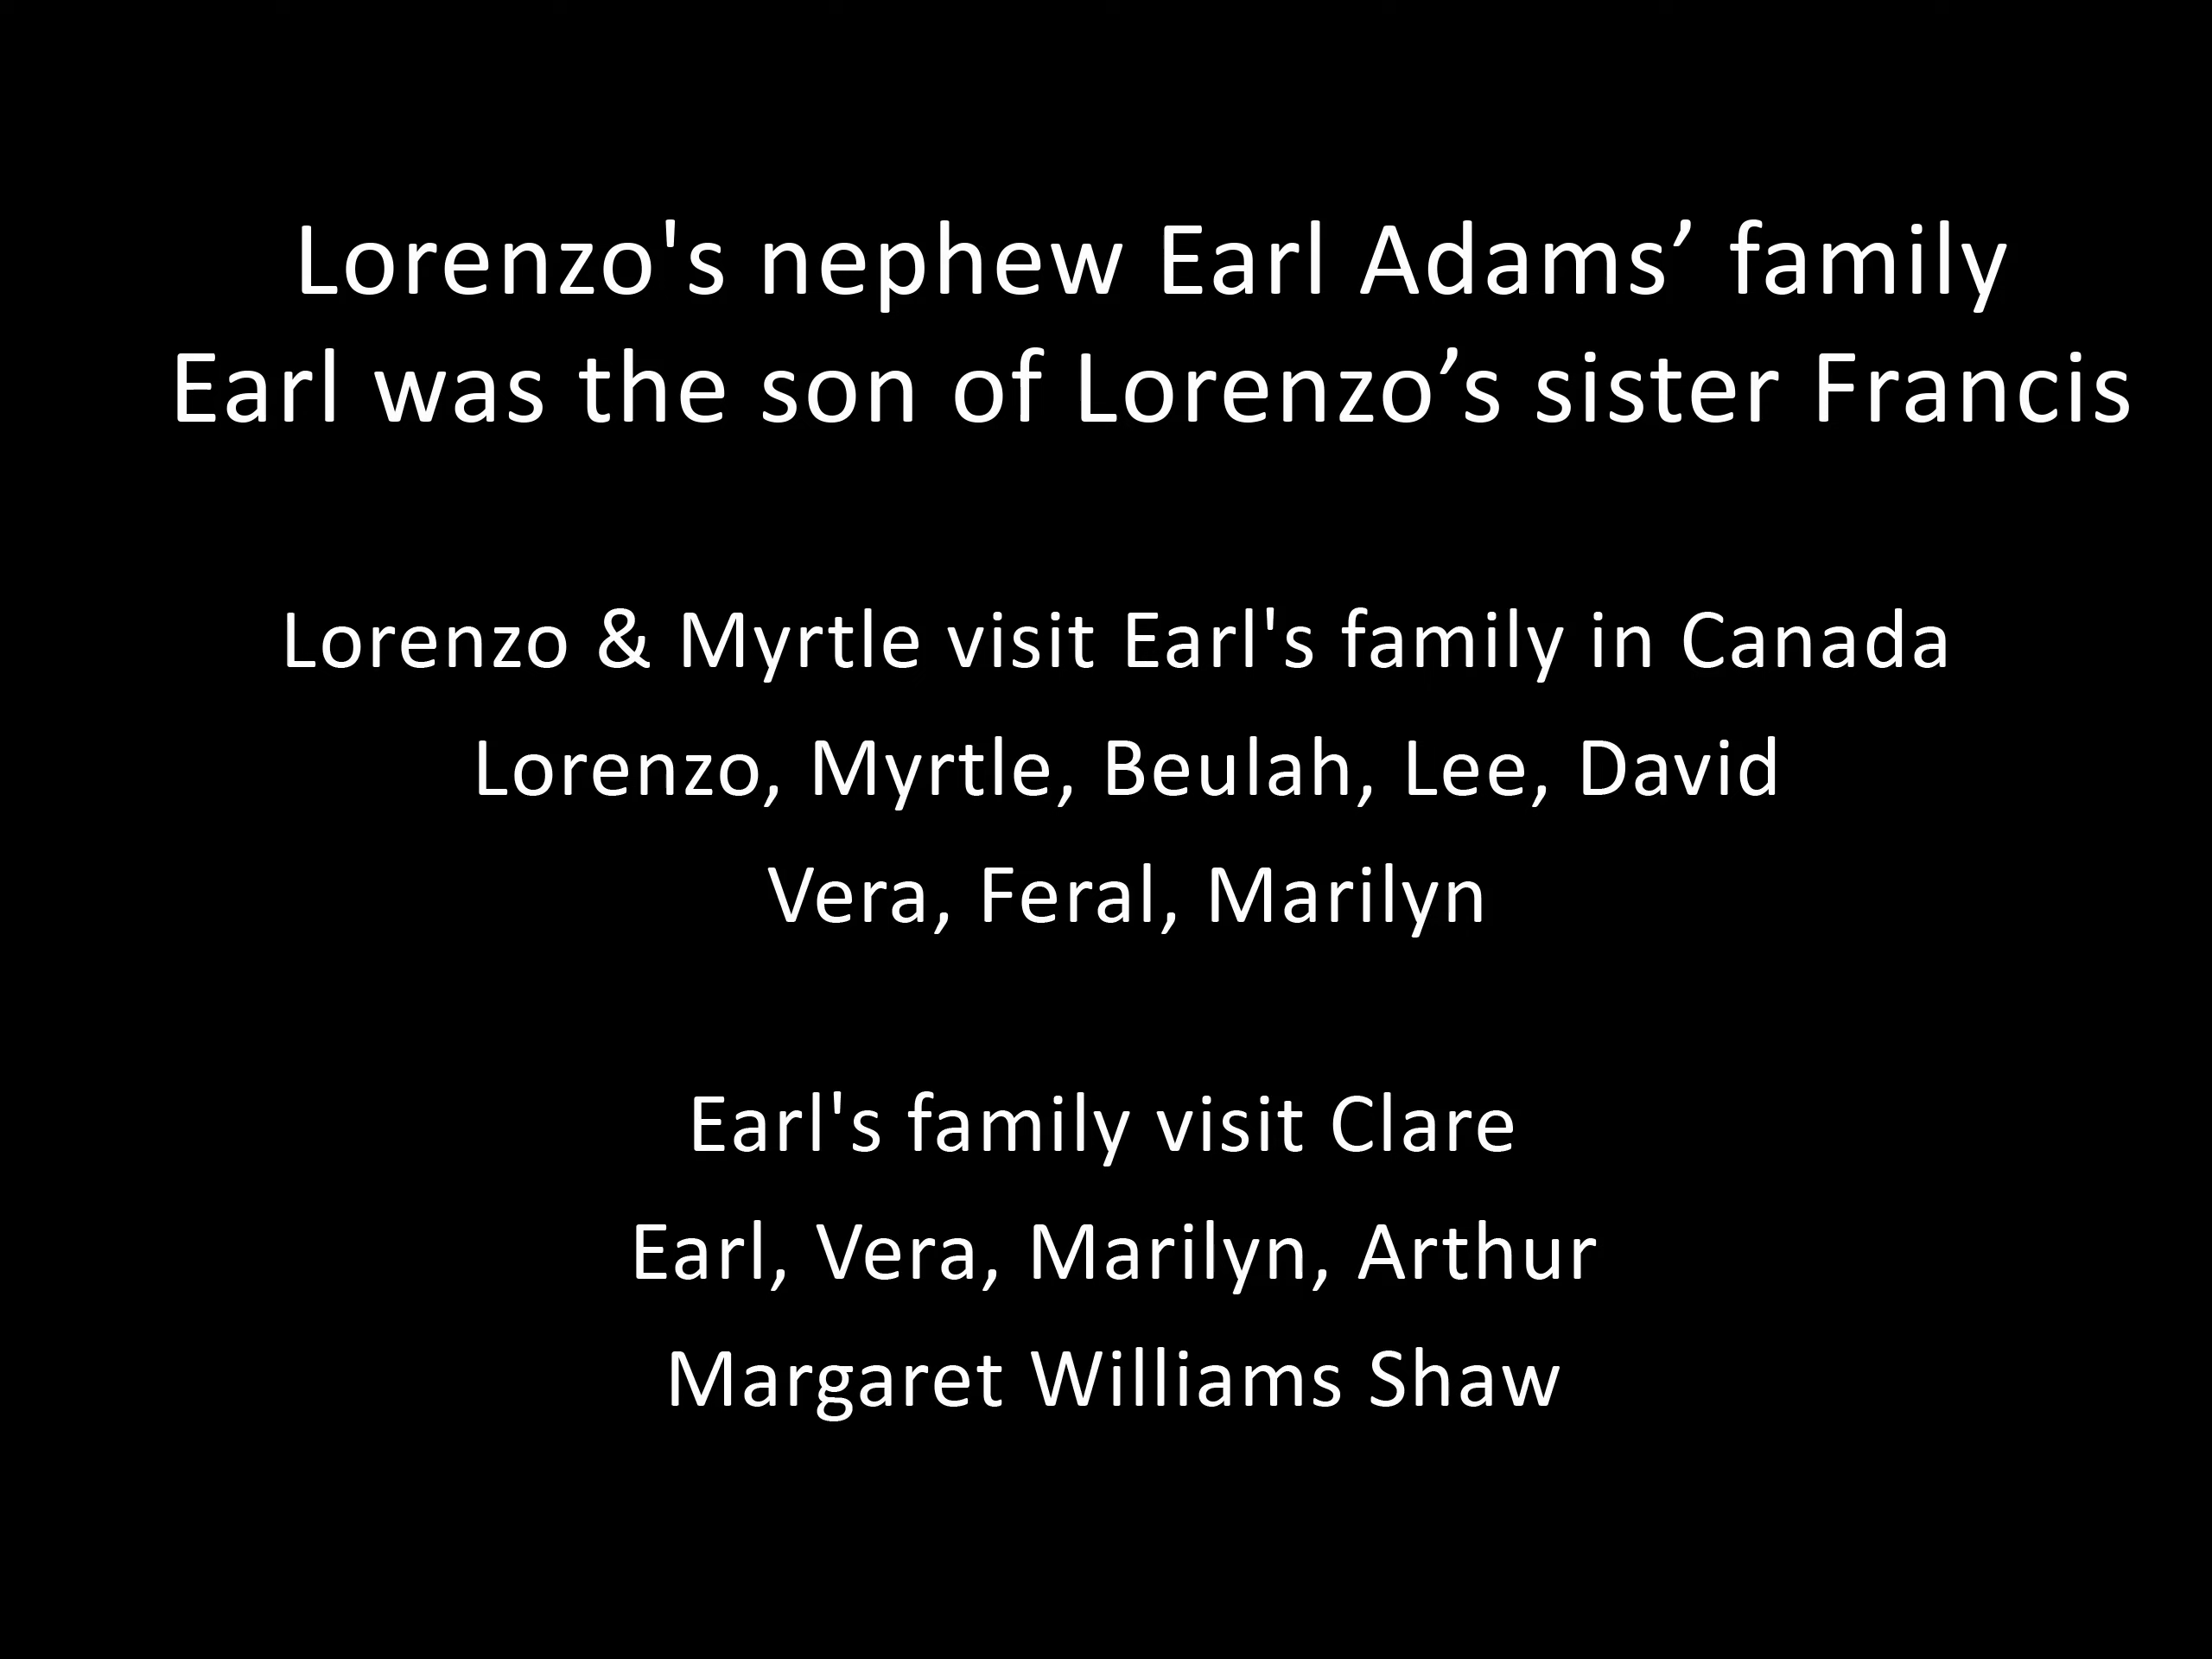 Lorenzo's nephew Earl Adams’ family
Earl was the son of Lorenzo’s sister Francis
Lorenzo & Myrtle visit Earl's family in Canada
Lorenzo, Myrtle, Beulah, Lee, David
Vera, Feral, Marilyn
Earl's family visit Clare
Earl, Vera, Marilyn, Arthur
Margaret Williams Shaw